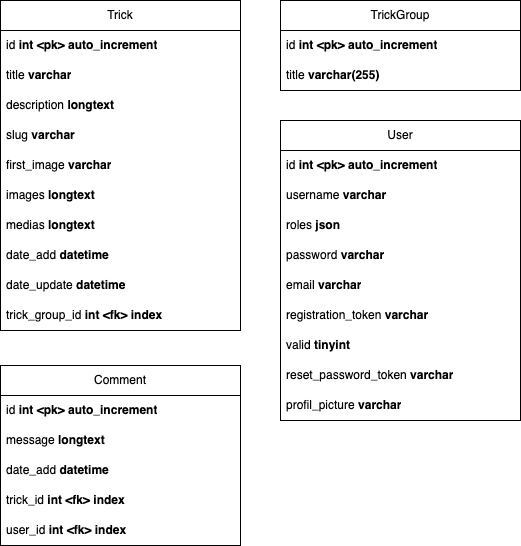 Trick
id int <pk> auto_increment
title varchar
description longtext
slug varchar
first_image varchar
images longtext
medias longtext
date_add datetime
date_update datetime
trick_group_id int <fk> index
TrickGroup
id int <pk> auto_increment
title varchar(255)
User
id int <pk> auto_increment
username varchar
roles json
password varchar
email varchar
registration_token varchar
valid tinyint
reset_password_token varchar
profil_picture varchar
Comment
id int <pk> auto_increment
message longtext
date_add datetime
trick_id int <fk> index
user_id int <fk> index